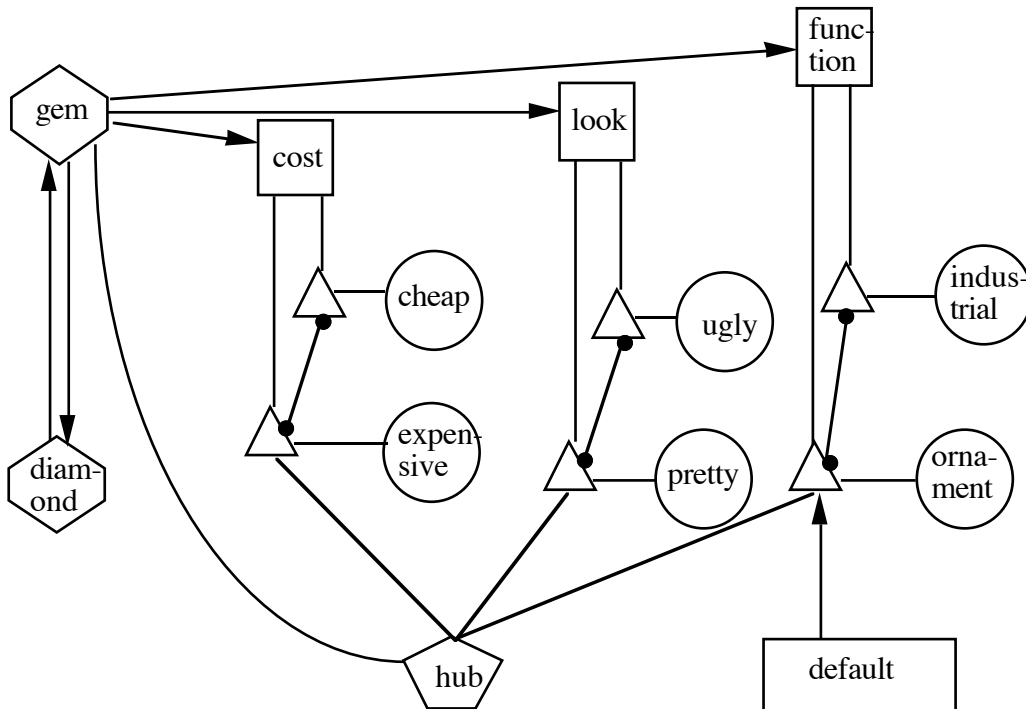 func-
tion
gem
look
cost
cheap
indus-
trial
ugly
expen-
sive
diam-
ond
pretty
orna-
ment
hub
default